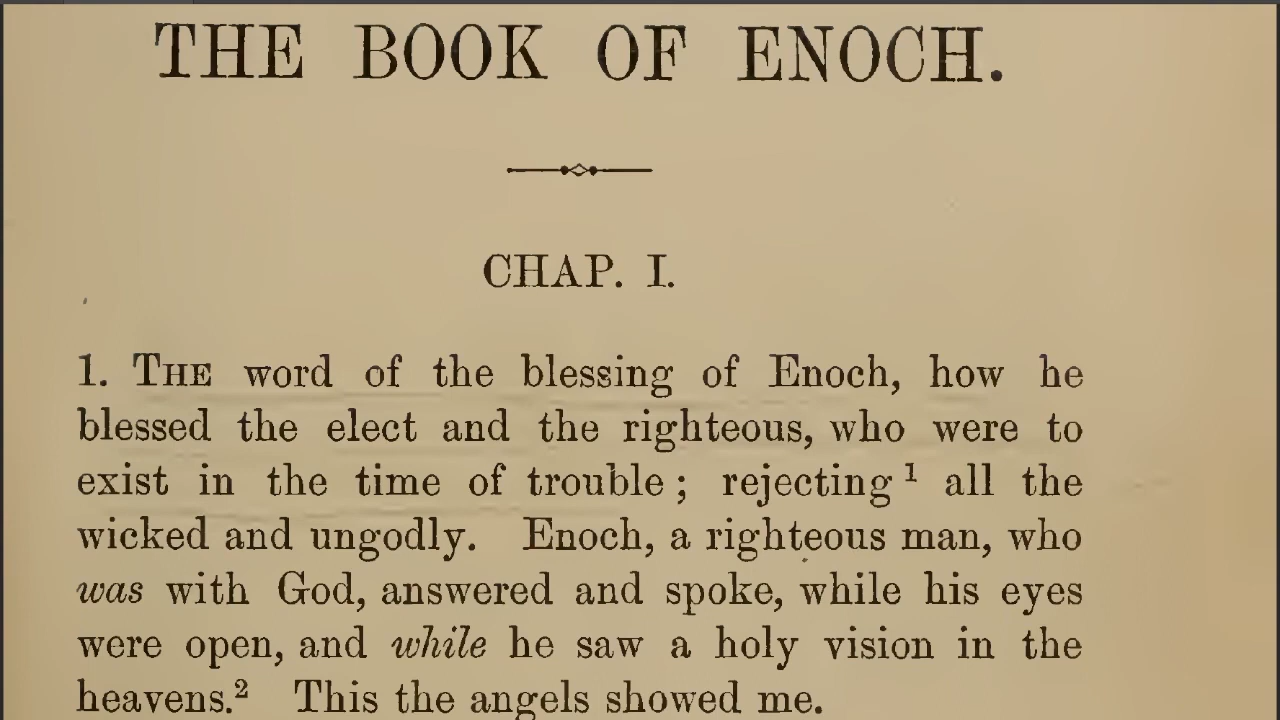 THE BOOK OF ENOCH.
CHAP. I.
1. THE word of the blessing of Enoch, how he
blessed the elect and the righteous, who were to
exist in the time of trouble ; rejecting ¹ all the
wicked and ungodly. Enoch, a righteous man, who
was with God, answered and spoke, while his eyes
were open, and while he saw a holy vision in the
heavens.² This the angels showed me.